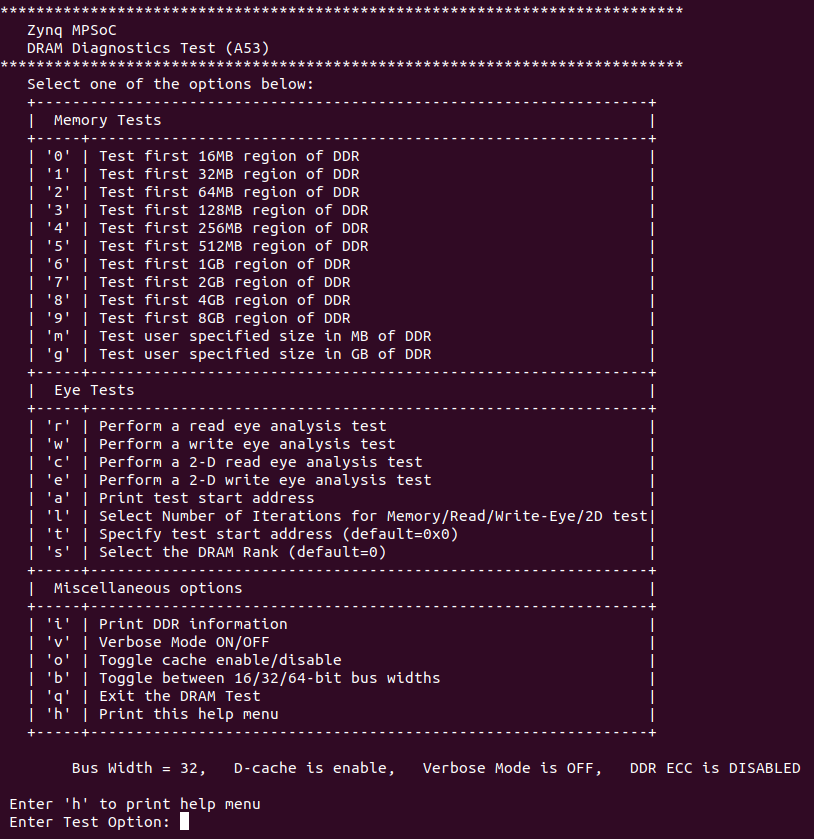 ****************************************************************************
Zynq MPSoC
DRAM Diagnostics Test (A53)
****************************************************************************
Select one of the options below:
+--------------------------------------------------------------------+
|  Memory Tests                                                      |
+-----+--------------------------------------------------------------+
| '0' | Test first 16MB region of DDR                                |
| '1' | Test first 32MB region of DDR                                |
| '2' | Test first 64MB region of DDR                                |
| '3' | Test first 128MB region of DDR                               |
| '4' | Test first 256MB region of DDR                               |
| '5' | Test first 512MB region of DDR                               |
| '6' | Test first 1GB region of DDR                                 |
| '7' | Test first 2GB region of DDR                                 |
| '8' | Test first 4GB region of DDR                                 |
| '9' | Test first 8GB region of DDR                                 |
| 'm' | Test user specified size in MB of DDR                        |
| 'g' | Test user specified size in GB of DDR                        |
+-----+--------------------------------------------------------------+
|  Eye Tests                                                         |
+-----+--------------------------------------------------------------+
| 'r' | Perform a read eye analysis test                             |
| 'w' | Perform a write eye analysis test                            |
| 'c' | Perform a 2-D read eye analysis test                         |
| 'e' | Perform a 2-D write eye analysis test                        |
| 'a' | Print test start address                                     |
| 'l' | Select Number of Iterations for Memory/Read/Write-Eye/2D test|
| 't' | Specify test start address (default=0x0)                     |
| 's' | Select the DRAM Rank (default=0)                             |
+-----+--------------------------------------------------------------+
|  Miscellaneous options                                             |
+-----+--------------------------------------------------------------+
| 'i' | Print DDR information                                        |
| 'v' | Verbose Mode ON/OFF                                          |
| 'o' | Toggle cache enable/disable                                  |
| 'b' | Toggle between 16/32/64-bit bus widths                       |
| 'q' | Exit the DRAM Test                                           |
| 'h' | Print this help menu                                         |
+-----+--------------------------------------------------------------+
Bus Width = 32,   D-cache is enable,   Verbose Mode is OFF,   DDR ECC is DISABLED
Enter 'h' to print help menu
Enter Test Option: